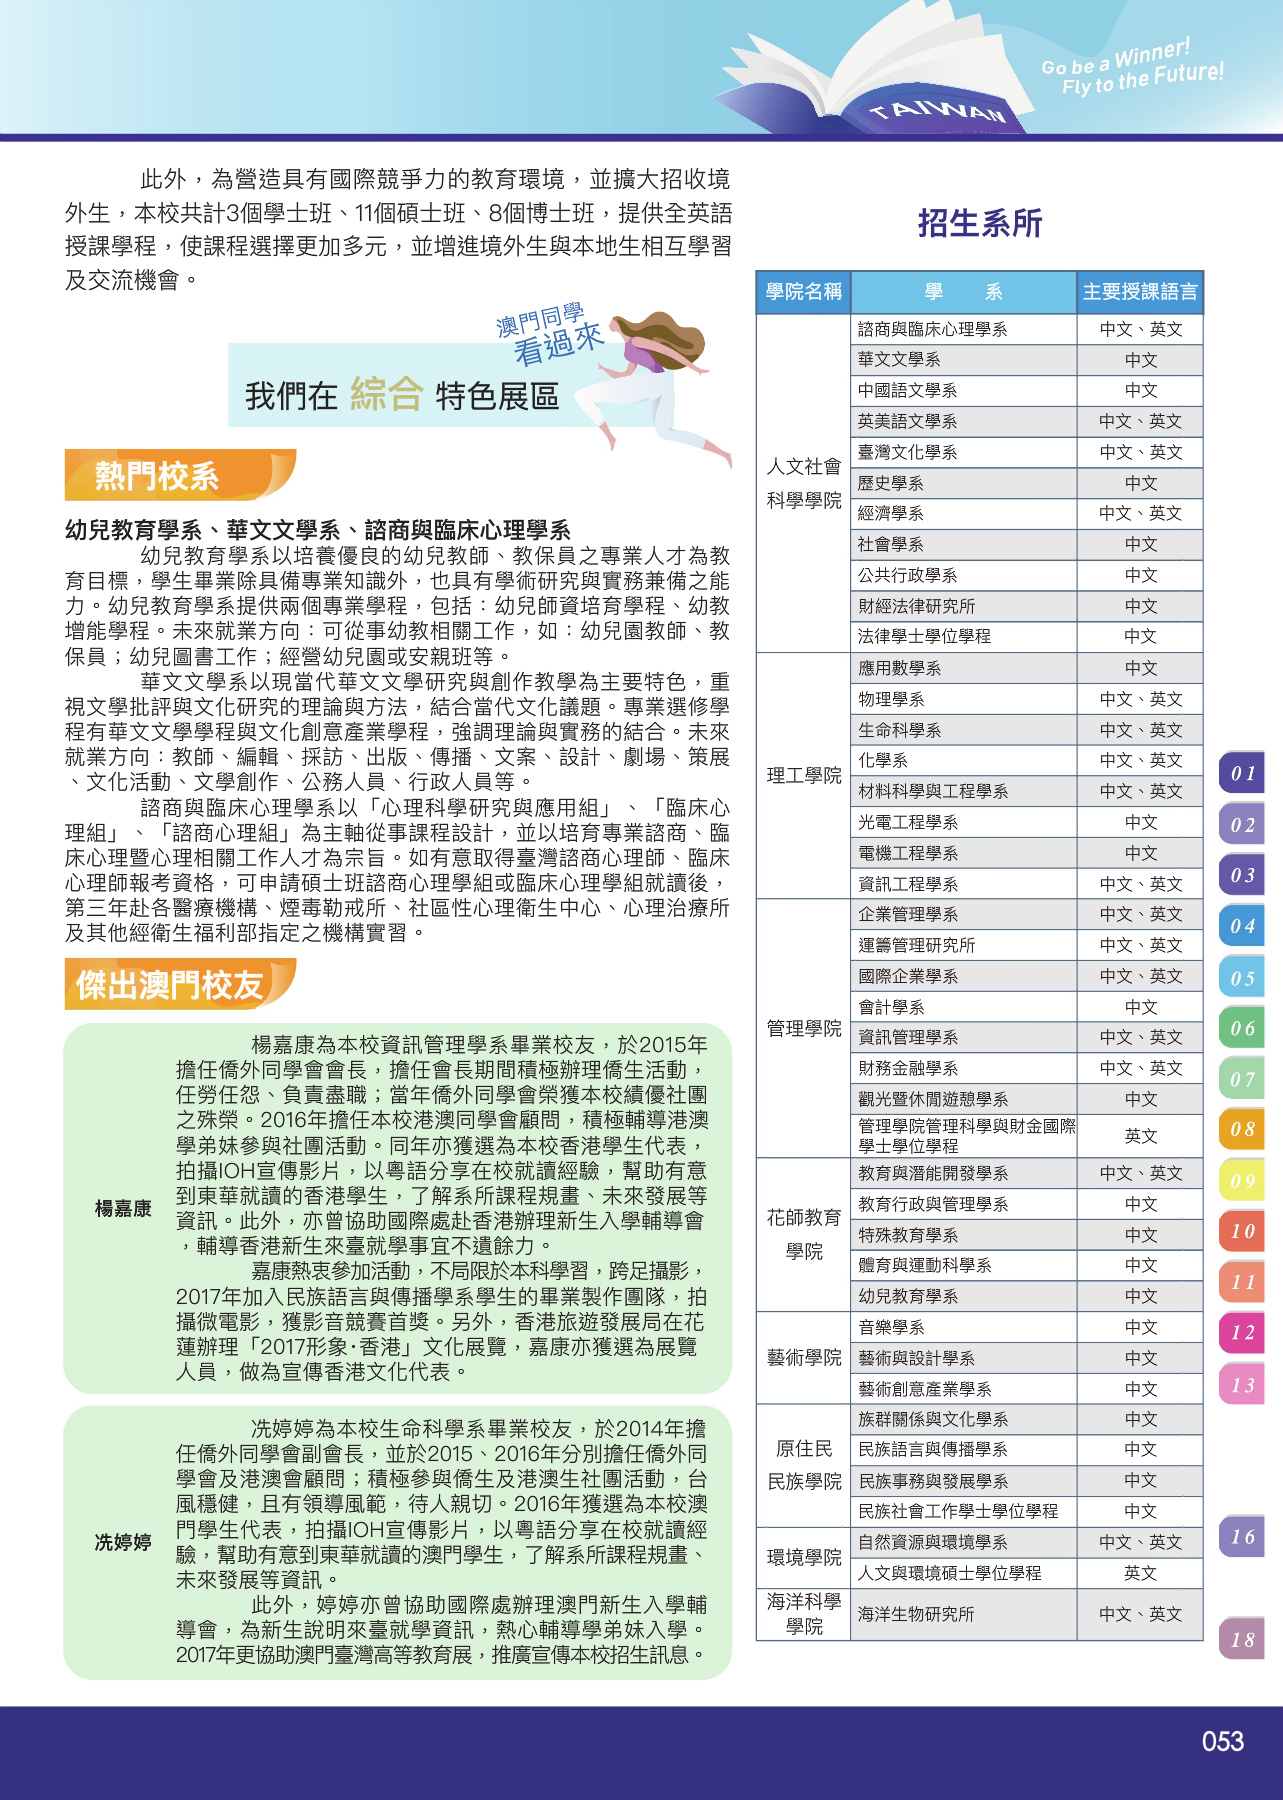 Go be a Winner!
Fly to the Future!
TAIWAN
此外，為營造具有國際競爭力的教育環境，並擴大招收境
外生，本校共計3個學士班、11個碩士班、8個博士班，提供全英語
授課學程，使課程選擇更加多元，並增進境外生與本地生相互學習
及交流機會。
澳門同學
看過來
我們在 綜合 特色展區
熱門校系
幼兒教育學系、華文文學系、諮商與臨床心理學系
幼兒教育學系以培養優良的幼兒教師、教保員之專業人才為教
育目標，學生畢業除具備專業知識外，也具有學術研究與實務兼備之能
力。幼兒教育學系提供兩個專業學程，包括：幼兒師資培育學程、幼教
增能學程。未來就業方向：可從事幼教相關工作，如：幼兒園教師、教
保員；幼兒圖書工作；經營幼兒園或安親班等。
華文文學系以現當代華文文學研究與創作教學為主要特色，重
視文學批評與文化研究的理論與方法，結合當代文化議題。專業選修學
程有華文文學學程與文化創意產業學程，強調理論與實務的結合。未來
就業方向：教師、編輯、採訪、出版、傳播、文案、設計、劇場、策展
、文化活動、文學創作、公務人員、行政人員等。
諮商與臨床心理學系以「心理科學研究與應用組」、「臨床心
理組」、「諮商心理組」為主軸從事課程設計，並以培育專業諮商、臨
床心理暨心理相關工作人才為宗旨。如有意取得臺灣諮商心理師、臨床
心理師報考資格，可申請碩士班諮商心理學組或臨床心理學組就讀後，
第三年赴各醫療機構、煙毒勒戒所、社區性心理衛生中心、心理治療所
及其他經衛生福利部指定之機構實習。
傑出澳門校友
楊嘉康
楊嘉康為本校資訊管理學系畢業校友，於2015年
擔任僑外同學會會長，擔任會長期間積極辦理僑生活動，
任勞任怨、負責盡職；當年僑外同學會榮獲本校績優社團
之殊榮。2016年擔任本校港澳同學會顧問，積極輔導港澳
學弟妹參與社團活動。同年亦獲選為本校香港學生代表，
拍攝IOH宣傳影片，以粵語分享在校就讀經驗，幫助有意
到東華就讀的香港學生，了解系所課程規畫、未來發展等
資訊。此外，亦曾協助國際處赴香港辦理新生入學輔導會
，輔導香港新生來臺就學事宜不遺餘力。
嘉康熱衷參加活動，不局限於本科學習，跨足攝影，
2017年加入民族語言與傳播學系學生的畢業製作團隊，拍
攝微電影，獲影音競賽首獎。另外，香港旅遊發展局在花
蓮辦理「2017形象·香港」文化展覽，嘉康亦獲選為展覽
人員，做為宣傳香港文化代表。
冼婷婷
冼婷婷為本校生命科學系畢業校友，於2014年擔
任僑外同學會副會長，並於2015、2016年分別擔任僑外同
學會及港澳會顧問；積極參與僑生及港澳生社團活動，台
風穩健，且有領導風範，待人親切。2016年獲選為本校澳
門學生代表，拍攝IOH宣傳影片，以粵語分享在校就讀經
驗，幫助有意到東華就讀的澳門學生，了解系所課程規畫、
未來發展等資訊。
此外，婷婷亦曾協助國際處辦理澳門新生入學輔
導會，為新生說明來臺就學資訊，熱心輔導學弟妹入學。
2017年更協助澳門臺灣高等教育展，推廣宣傳本校招生訊息。
招生系所
學院名稱 學 系 主要授課語言
人文社會
科學學院
諮商與臨床心理學系 中文、英文
華文文學系 中文
中國語文學系 中文
英美語文學系 中文、英文
臺灣文化學系 中文、英文
歷史學系 中文
經濟學系 中文、英文
社會學系 中文
公共行政學系 中文
財經法律研究所 中文
法律學士學位學程 中文
理工學院
應用數學系 中文
物理學系 中文、英文
生命科學系 中文、英文
化學系 中文、英文
材料科學與工程學系 中文、英文
光電工程學系 中文
電機工程學系 中文
資訊工程學系 中文、英文
管理學院
企業管理學系 中文、英文
運籌管理研究所 中文、英文
國際企業學系 中文、英文
會計學系 中文
資訊管理學系 中文、英文
財務金融學系 中文、英文
觀光暨休閒遊憩學系 中文
管理學院管理科學與財金國際
學士學位學程 英文
花師教育
學院
教育與潛能開發學系 中文、英文
教育行政與管理學系 中文
特殊教育學系 中文
體育與運動科學系 中文
幼兒教育學系 中文
藝術學院
音樂學系 中文
藝術與設計學系 中文
藝術創意產業學系 中文
原住民
民族學院
族群關係與文化學系 中文
民族語言與傳播學系 中文
民族事務與發展學系 中文
民族社會工作學士學位學程 中文
環境學院
自然資源與環境學系 中文、英文
人文與環境碩士學位學程 英文
海洋科學
學院
海洋生物研究所 中文、英文
01
02
03
04
05
06
07
08
09
10
11
12
13
16
18
053